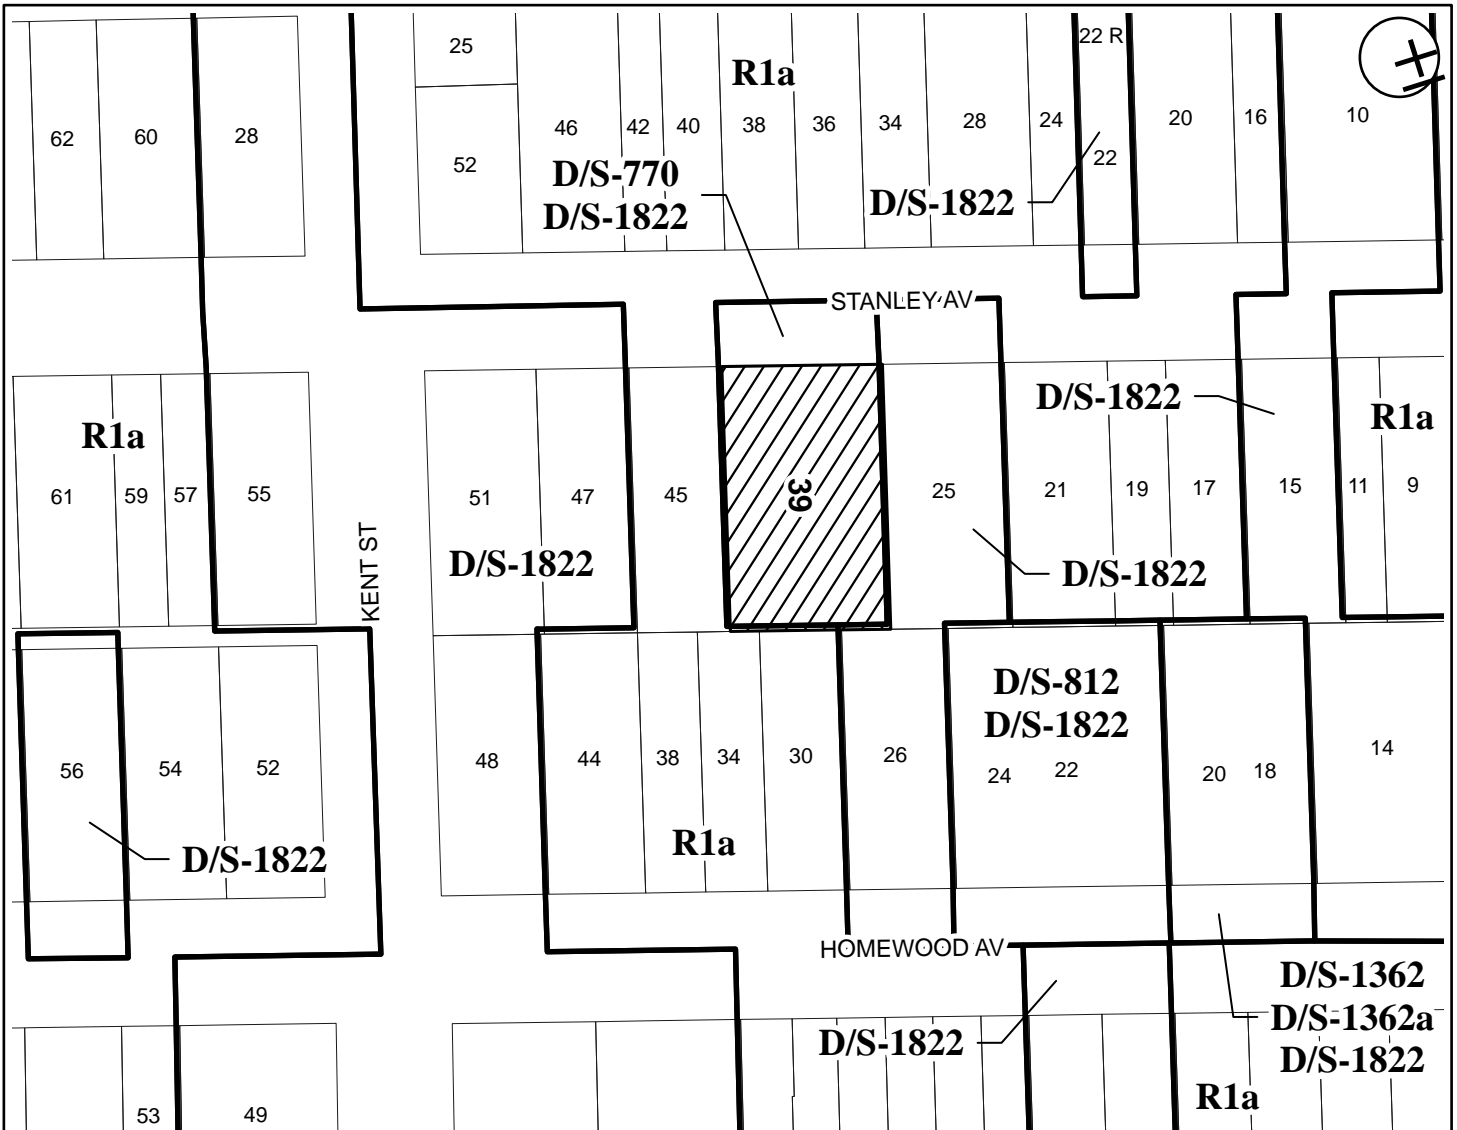 25
22 R
R1a
62
60
28
46
42
40
38
36
34
28
24
20
16
10
52
22
D/S-770
D/S-1822
D/S-1822
STANLEY AV
D/S-1822
R1a
R1a
61
59
57
55
51
47
45
39
25
21
19
17
15
11
9
KENT ST
D/S-1822
D/S-1822
D/S-812
D/S-1822
56
54
52
48
44
38
34
30
26
24
22
20
18
14
D/S-1822
R1a
HOMEWOOD AV
D/S-1822
D/S-1362
D/S-1362a
D/S-1822
R1a
53
49